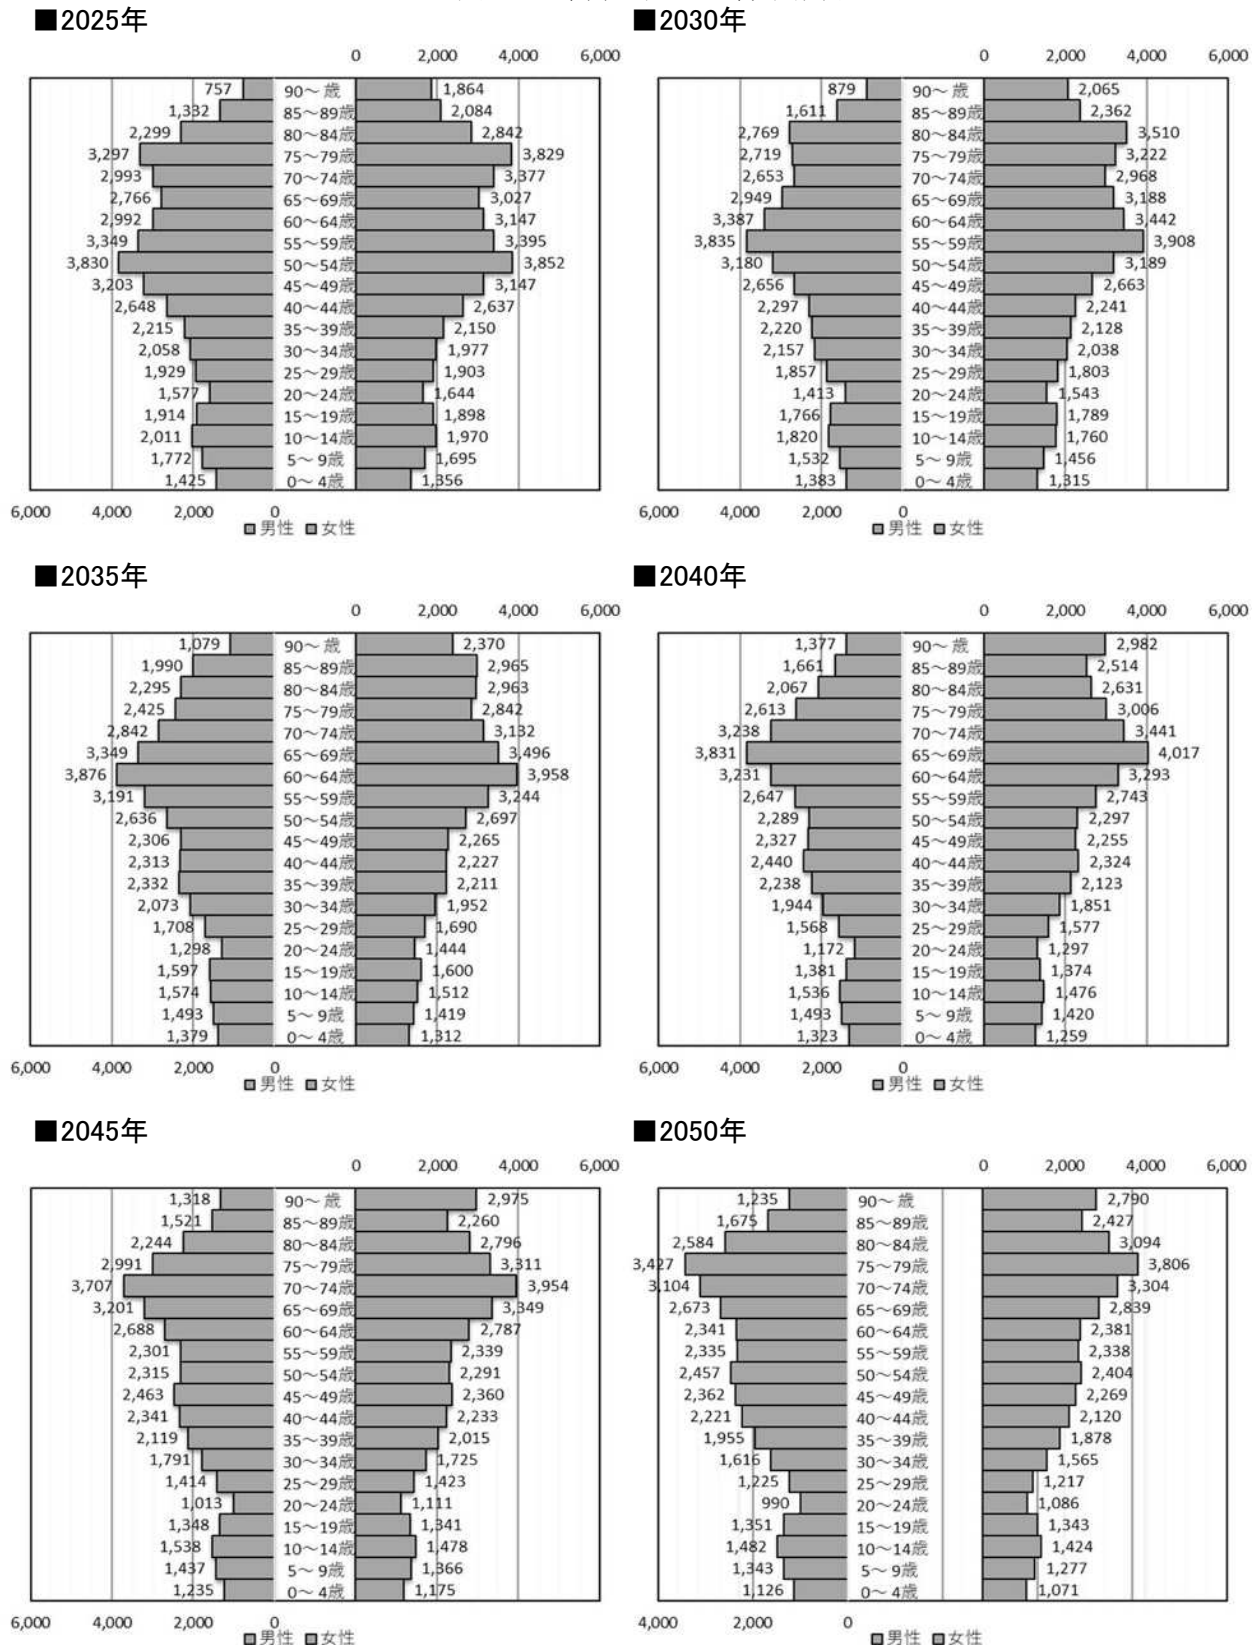 ■2025年
0 2,000 4,000 6,000
757 90～ 歳 1,864
1,332 85～89歳 2,084
2,299 80～84歳 2,842
3,297 75～79歳 3,829
2,993 70～74歳 3,377
2,766 65～69歳 3,027
2,992 60～64歳 3,147
3,349 55～59歳 3,395
3,830 50～54歳 3,852
3,203 45～49歳 3,147
2,648 40～44歳 2,637
2,215 35～39歳 2,150
2,058 30～34歳 1,977
1,929 25～29歳 1,903
1,577 20～24歳 1,644
1,914 15～19歳 1,898
2,011 10～14歳 1,970
1,772 5～ 9歳 1,695
1,425 0～ 4歳 1,356
6,000 4,000 2,000 0
男性 女性
■2030年
0 2,000 4,000 6,000
879 90～ 歳 2,065
1,611 85～89歳 2,362
2,769 80～84歳 3,510
2,719 75～79歳 3,222
2,653 70～74歳 2,968
2,949 65～69歳 3,188
3,387 60～64歳 3,442
3,835 55～59歳 3,908
3,180 50～54歳 3,189
2,656 45～49歳 2,663
2,297 40～44歳 2,241
2,220 35～39歳 2,128
2,157 30～34歳 2,038
1,857 25～29歳 1,803
1,413 20～24歳 1,543
1,766 15～19歳 1,789
1,820 10～14歳 1,760
1,532 5～ 9歳 1,456
1,383 0～ 4歳 1,315
6,000 4,000 2,000 0
男性 女性
■2035年
0 2,000 4,000 6,000
1,079 90～ 歳 2,370
1,990 85～89歳 2,965
2,295 80～84歳 2,963
2,425 75～79歳 2,842
2,842 70～74歳 3,132
3,349 65～69歳 3,496
3,876 60～64歳 3,958
3,191 55～59歳 3,244
2,636 50～54歳 2,697
2,306 45～49歳 2,265
2,313 40～44歳 2,227
2,332 35～39歳 2,211
2,073 30～34歳 1,952
1,708 25～29歳 1,690
1,298 20～24歳 1,444
1,597 15～19歳 1,600
1,574 10～14歳 1,512
1,493 5～ 9歳 1,419
1,379 0～ 4歳 1,312
6,000 4,000 2,000 0
男性 女性
■2040年
0 2,000 4,000 6,000
1,377 90～ 歳 2,982
1,661 85～89歳 2,514
2,067 80～84歳 2,631
2,613 75～79歳 3,006
3,238 70～74歳 3,441
3,831 65～69歳 4,017
3,231 60～64歳 3,293
2,647 55～59歳 2,743
2,289 50～54歳 2,297
2,327 45～49歳 2,255
2,440 40～44歳 2,324
2,238 35～39歳 2,123
1,944 30～34歳 1,851
1,568 25～29歳 1,577
1,172 20～24歳 1,297
1,381 15～19歳 1,374
1,536 10～14歳 1,476
1,493 5～ 9歳 1,420
1,323 0～ 4歳 1,259
6,000 4,000 2,000 0
男性 女性
■2045年
0 2,000 4,000 6,000
1,318 90～ 歳 2,975
1,521 85～89歳 2,260
2,244 80～84歳 2,796
2,991 75～79歳 3,311
3,707 70～74歳 3,954
3,201 65～69歳 3,349
2,688 60～64歳 2,787
2,301 55～59歳 2,339
2,315 50～54歳 2,291
2,463 45～49歳 2,360
2,341 40～44歳 2,233
2,119 35～39歳 2,015
1,791 30～34歳 1,725
1,414 25～29歳 1,423
1,013 20～24歳 1,111
1,348 15～19歳 1,341
1,538 10～14歳 1,478
1,437 5～ 9歳 1,366
1,235 0～ 4歳 1,175
6,000 4,000 2,000 0
男性 女性
■2050年
0 2,000 4,000 6,000
1,235 90～ 歳 2,790
1,675 85～89歳 2,427
2,584 80～84歳 3,094
3,427 75～79歳 3,806
3,104 70～74歳 3,304
2,673 65～69歳 2,839
2,341 60～64歳 2,381
2,335 55～59歳 2,338
2,457 50～54歳 2,404
2,362 45～49歳 2,269
2,221 40～44歳 2,120
1,955 35～39歳 1,878
1,616 30～34歳 1,565
1,225 25～29歳 1,217
990 20～24歳 1,086
1,351 15～19歳 1,343
1,482 10～14歳 1,424
1,343 5～ 9歳 1,277
1,126 0～ 4歳 1,071
4,000 2,000 0
男性 女性